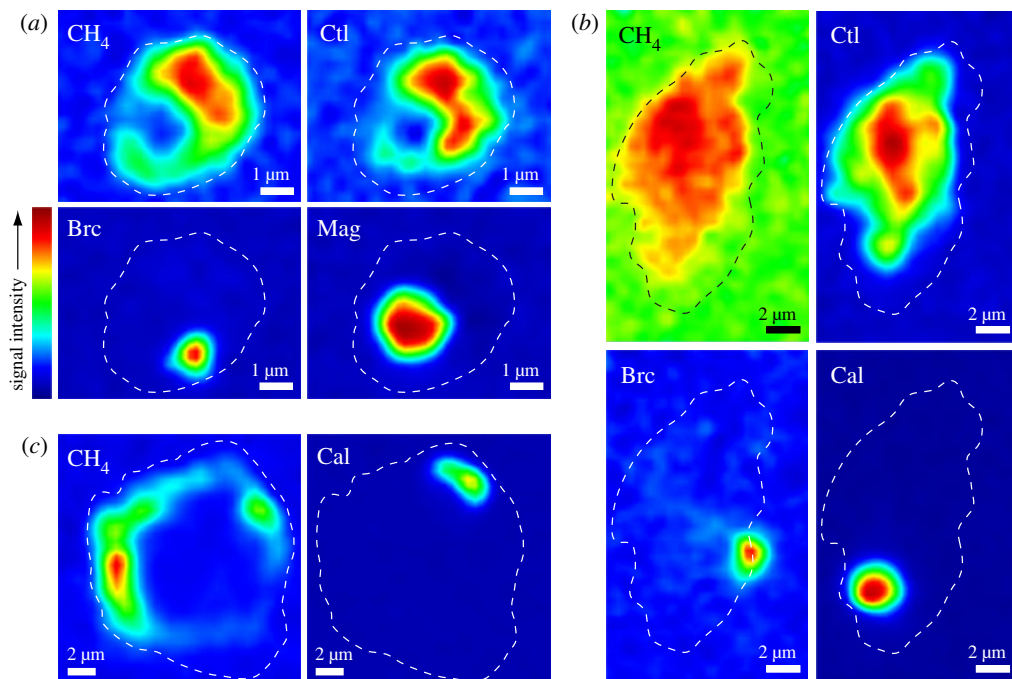 (a)
CH4
Ctl
1 µm
1 µm
Brc
Mag
1 µm
1 µm
signal intensity
(b)
CH4
Ctl
2 µm
2 µm
Brc
Cal
2 µm
2 µm
(c)
CH4
Cal
2 µm
2 µm